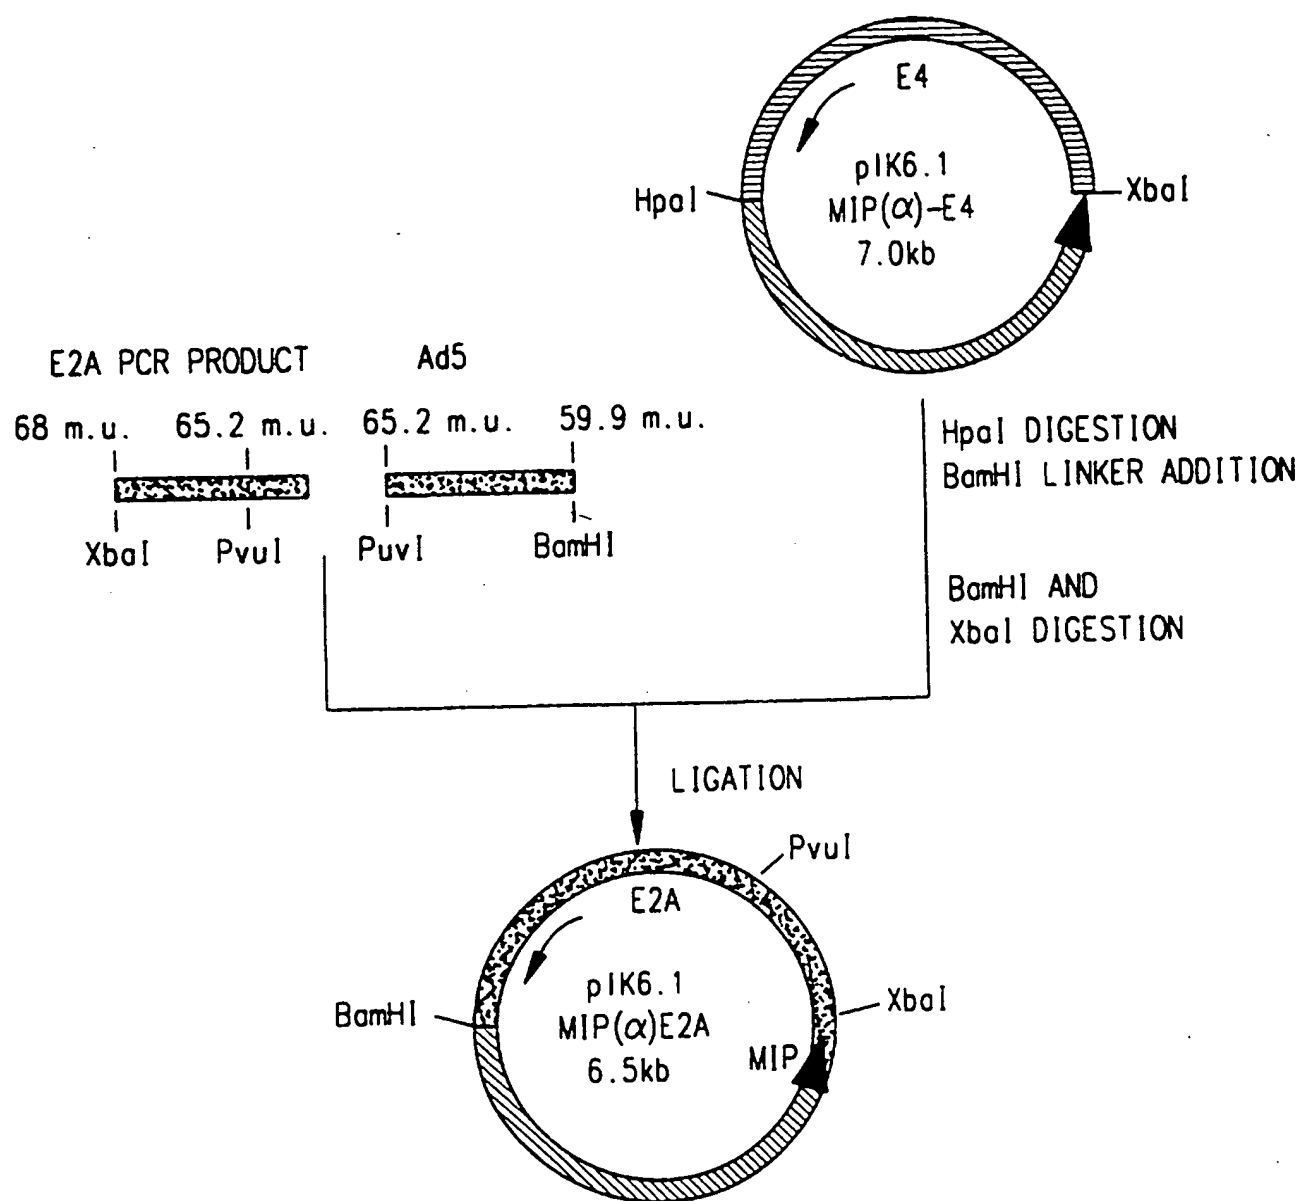 E4
pIK6.1
MIP(α)-E4
7.0kb
HpaI
XbaI
E2A PCR PRODUCT
Ad5
68 m.u.
65.2 m.u.
65.2 m.u.
59.9 m.u.
XbaI
PvuI
PuvI
BamHI
HpaI DIGESTION
BamHI LINKER ADDITION
BamHI AND
XbaI DIGESTION
LIGATION
PvuI
E2A
pIK6.1
MIP(α)E2A
6.5kb
BamHI
XbaI
MIP